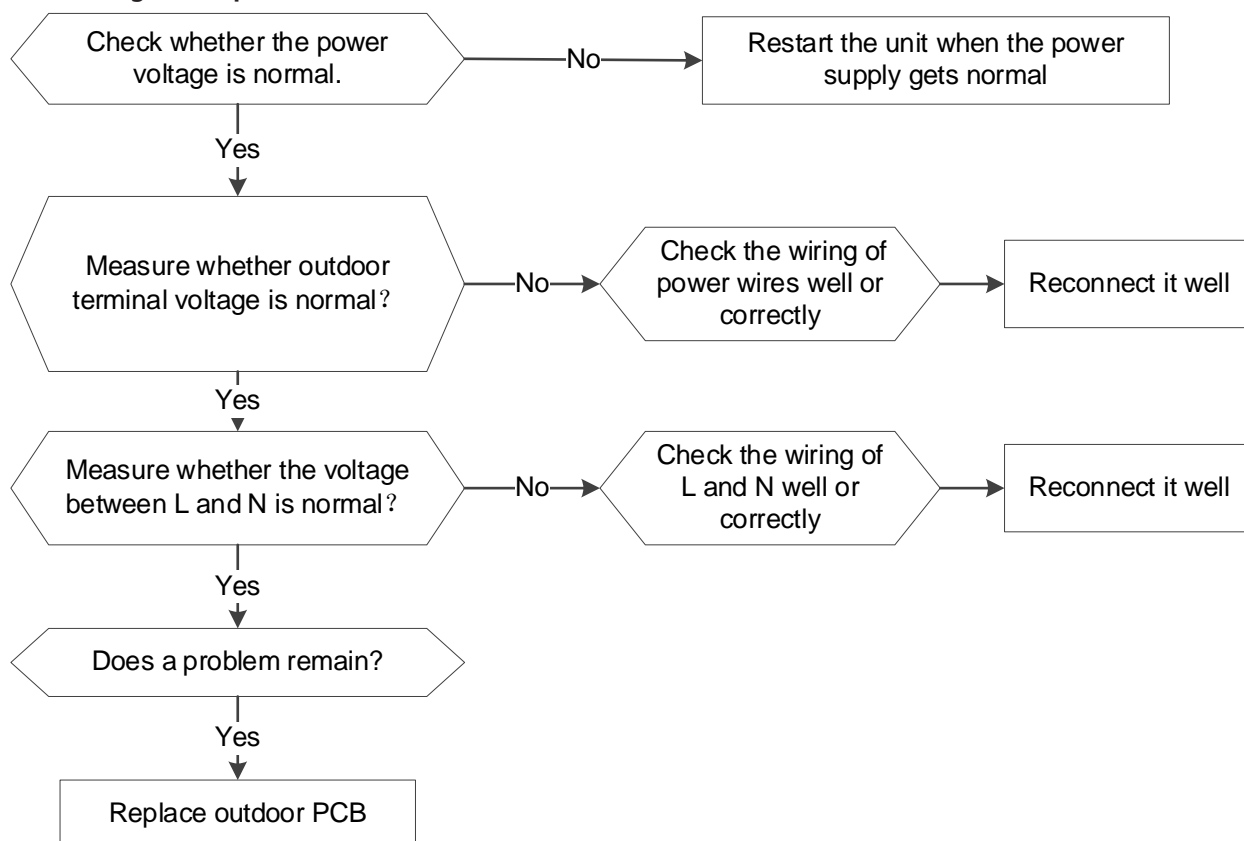 Check whether the power
voltage is normal.
No
Restart the unit when the power
supply gets normal
Yes
Measure whether outdoor
terminal voltage is normal？
No
Check the wiring of
power wires well or
correctly
Reconnect it well
Yes
Measure whether the voltage
between L and N is normal？
No
Check the wiring of
L and N well or
correctly
Reconnect it well
Yes
Does a problem remain?
Yes
Replace outdoor PCB